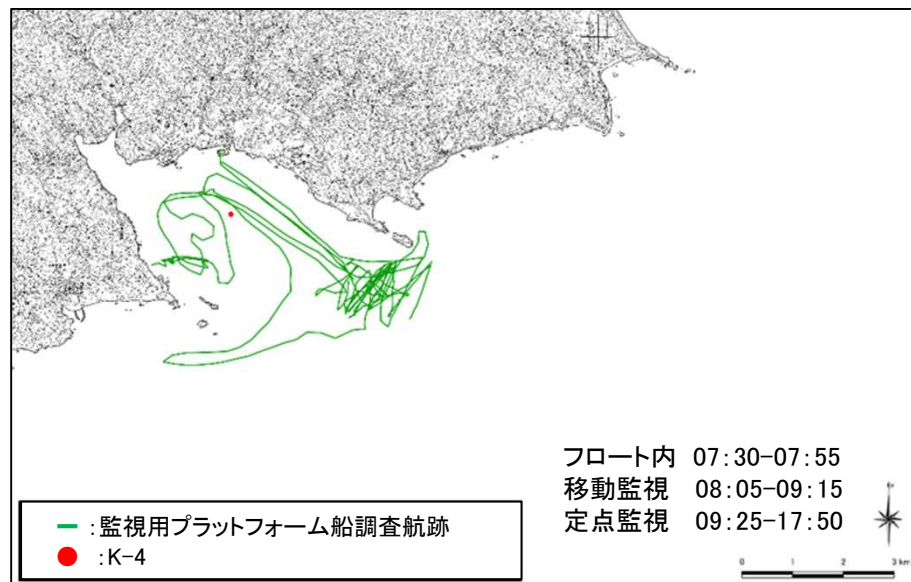 フロート内 07:30-07:55
移動監視 08:05-09:15
定点監視 09:25-17:50
:監視用プラットフォーム船調査航跡
:K-4
0 1 2 3 km